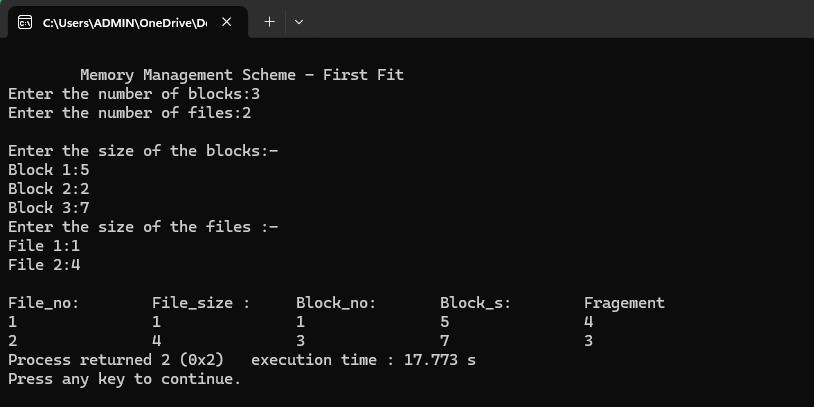 C:\Users\ADMIN\OneDrive\D
Memory Management Scheme - First Fit
Enter the number of blocks:3
Enter the number of files:2
Enter the size of the blocks:-
Block 1:5
Block 2:2
Block 3:7
Enter the size of the files :-
File 1:1
File 2:4
File_no: File_size : Block_no: Block_s: Fragement
1 1 1 5 4
2 4 3 7 3
Process returned 2 (0x2) execution time : 17.773 s
Press any key to continue.